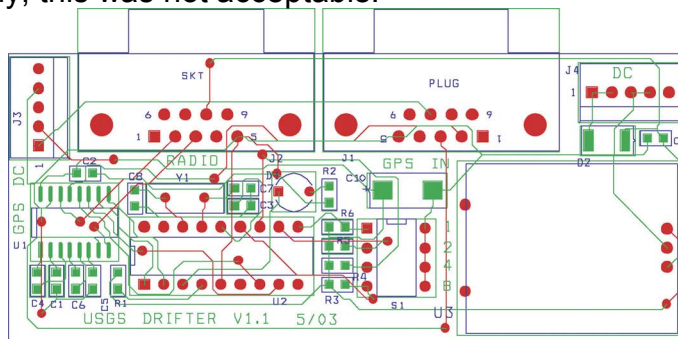 this was not acceptable.
SKT
PLUG
J4
DC
1
J3
6
9
6
9
1
5
5
1
1
C
D2
RADIO
J2
J1
GPS IN
C2
R2
DC
C8
Y1
C7
C10
C3
GPS
R6
1
U1
2
R4
4
C4
C1
C6
C5
R1
U2
R3
S1
8
U3
USGS DRIFTER V1.1 5/03